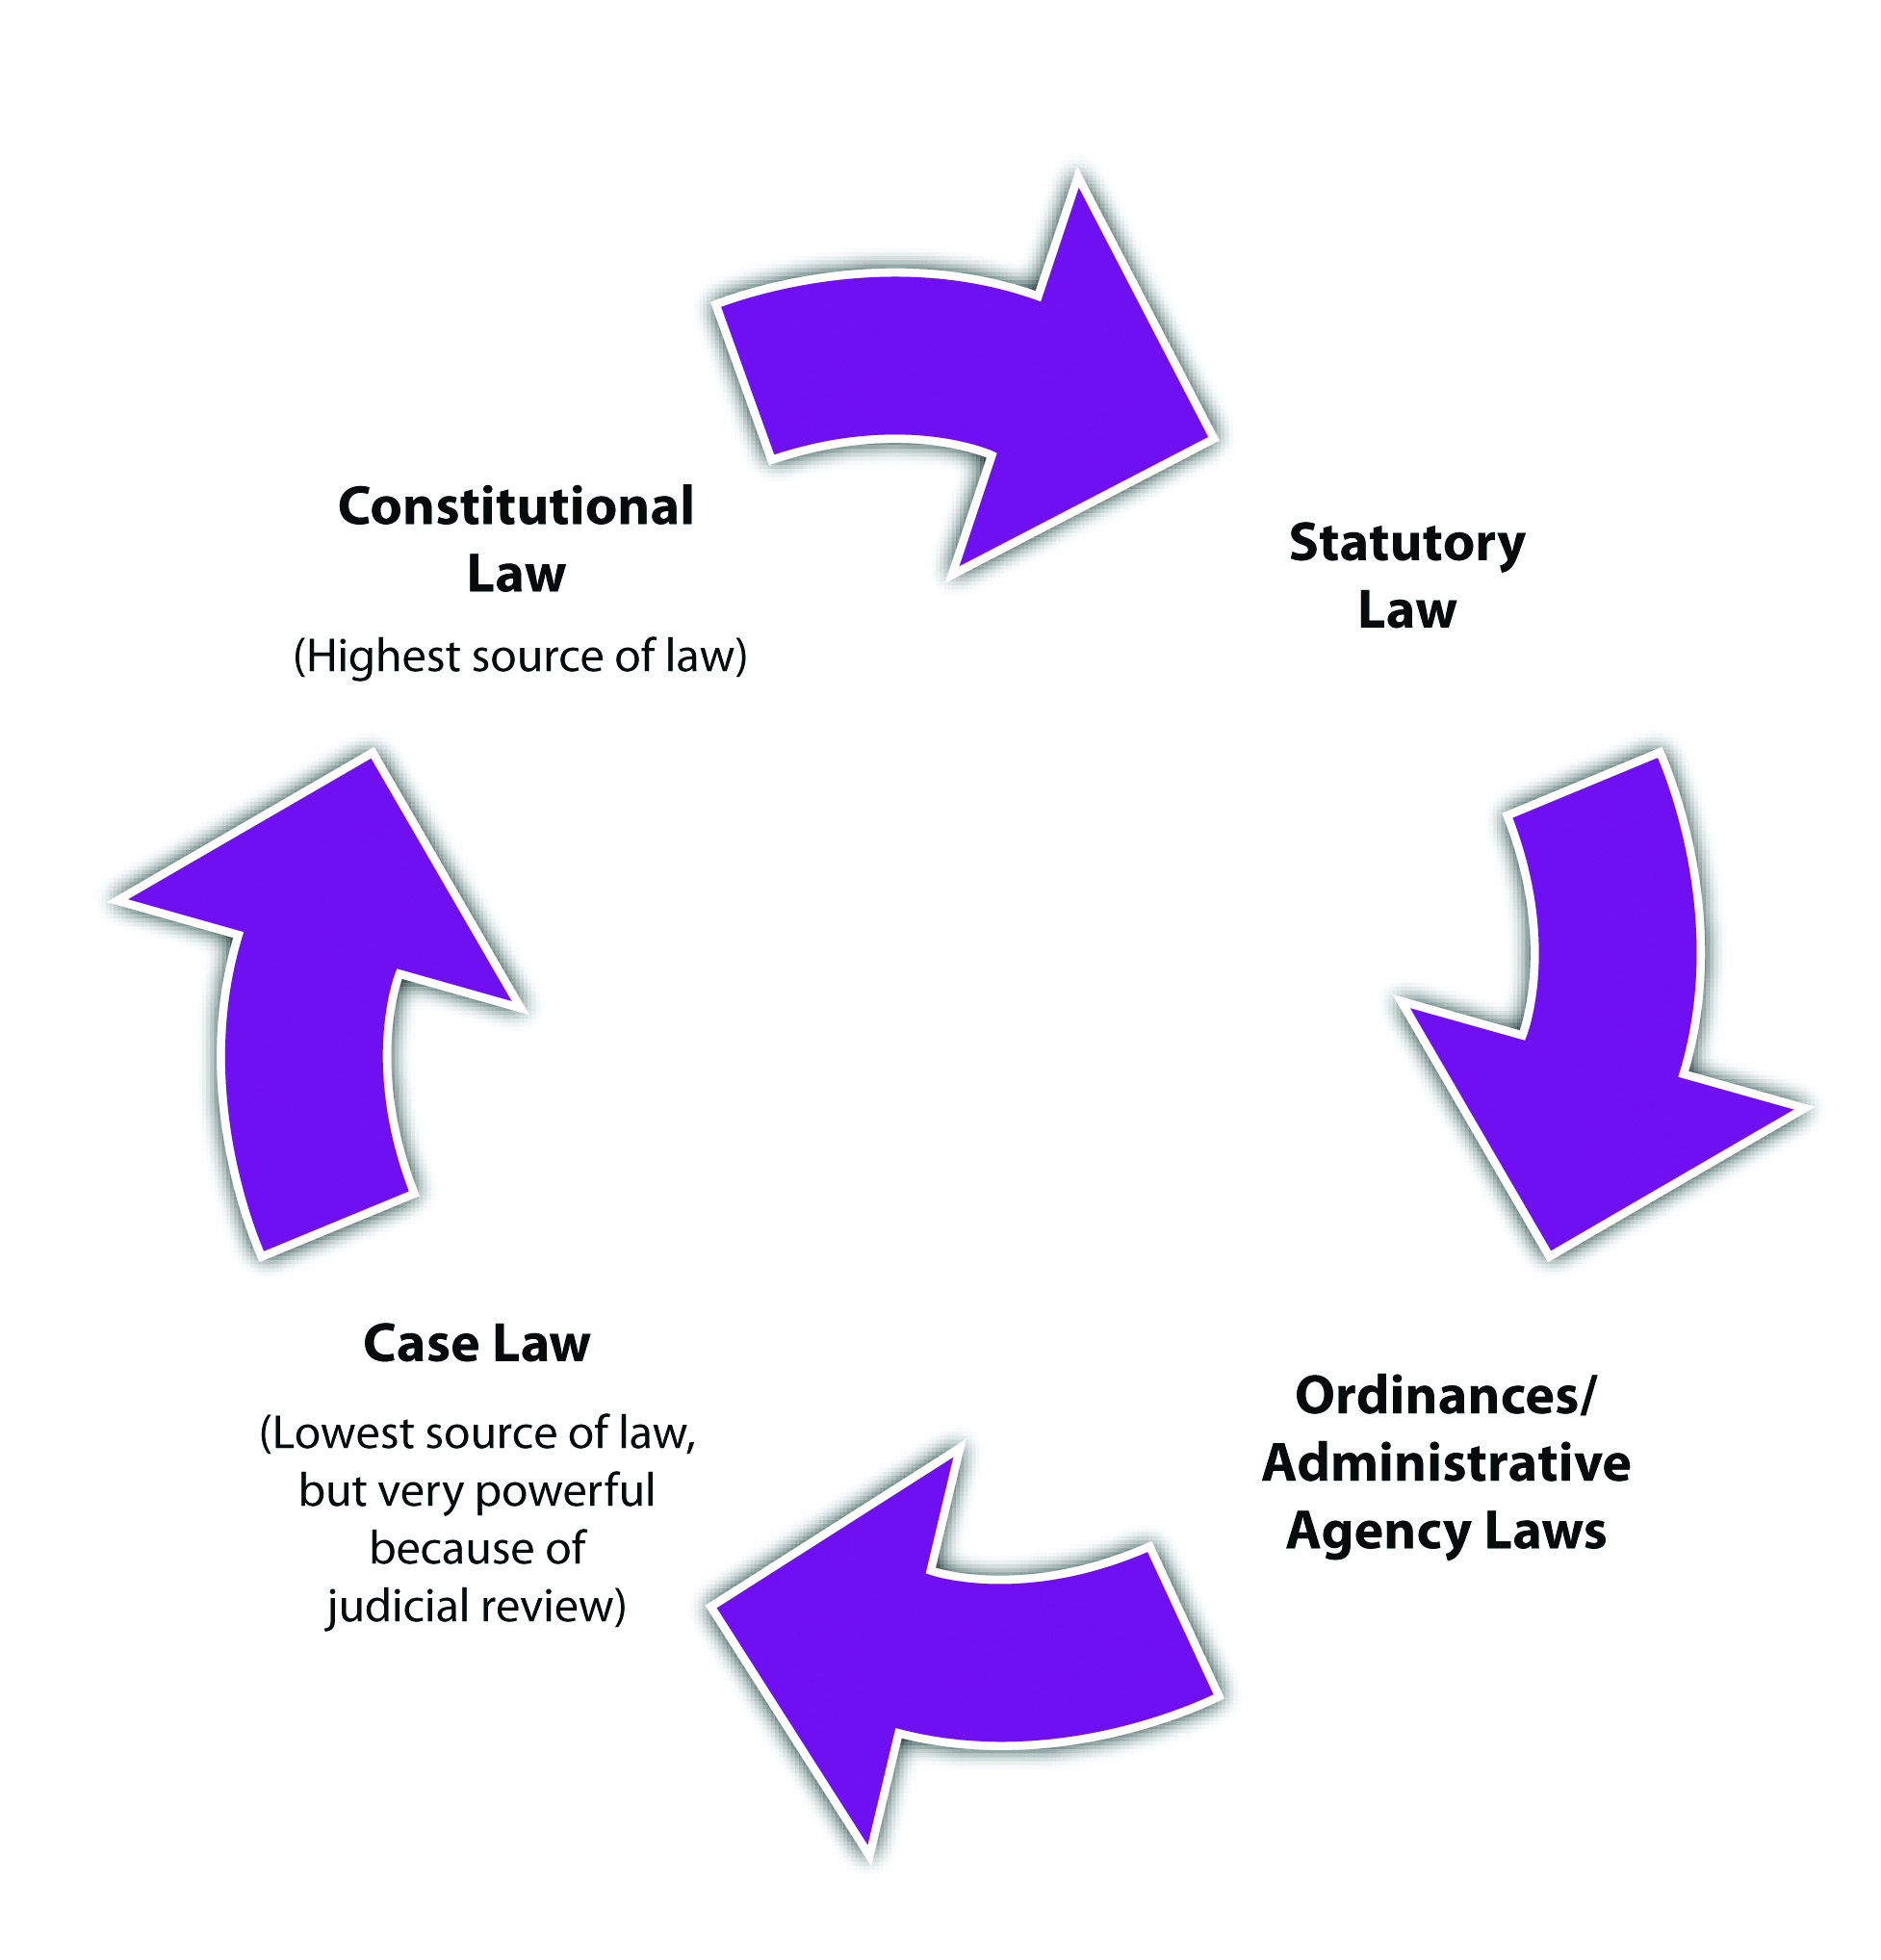 Constitutional
Law
(Highest source of law)
Statutory
Law
Case Law
(Lowest source of law,
but very powerful
because of
judicial review)
Ordinances/
Administrative
Agency Laws